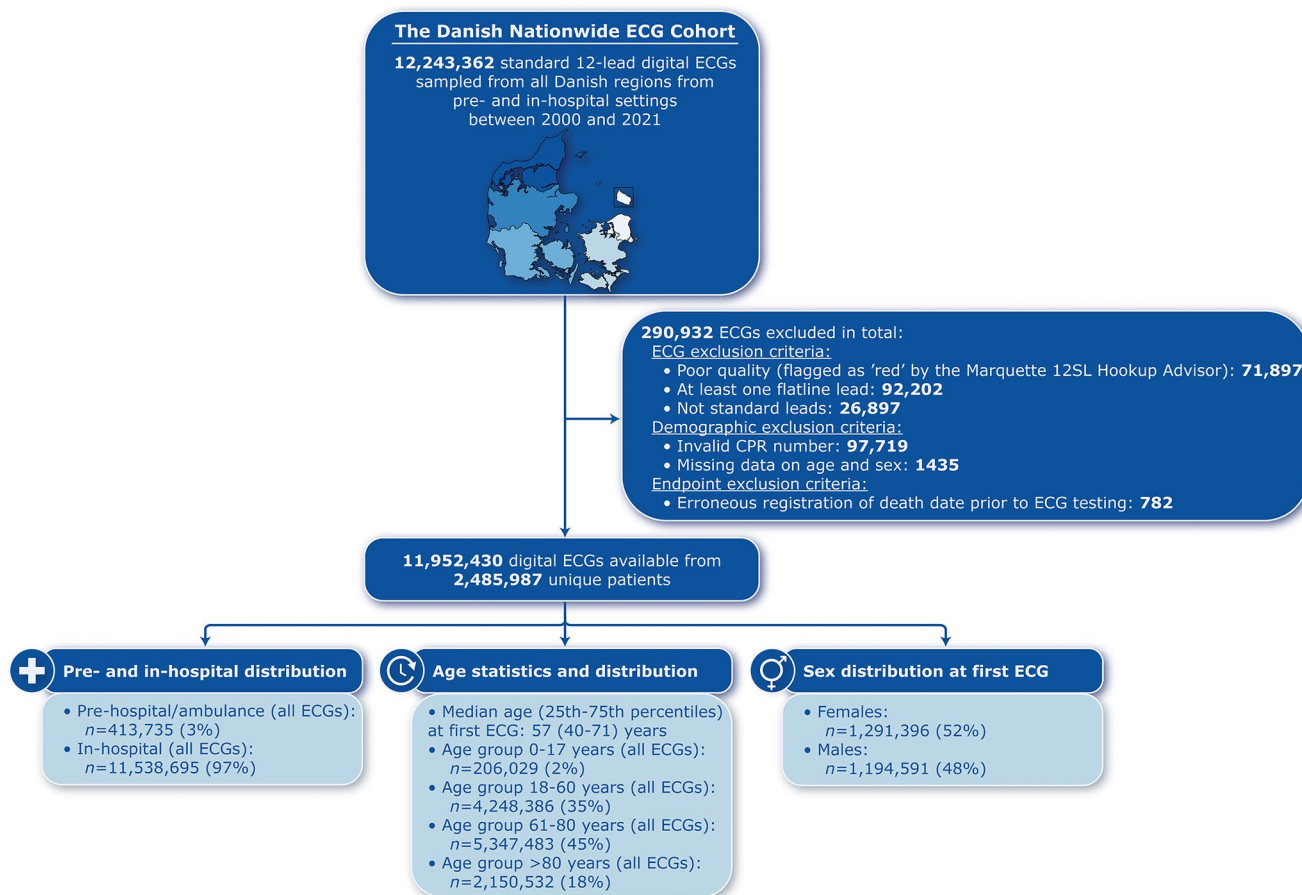 The Danish Nationwide ECG Cohort
12,243,362 standard 12-lead digital ECGs
sampled from all Danish regions from
pre- and in-hospital settings
between 2000 and 2021
290,932 ECGs excluded in total:
ECG exclusion criteria:
• Poor quality (flagged as ’red’ by the Marquette 12SL Hookup Advisor): 71,897
• At least one flatline lead: 92,202
• Not standard leads: 26,897
Demographic exclusion criteria:
• Invalid CPR number: 97,719
• Missing data on age and sex: 1435
Endpoint exclusion criteria:
• Erroneous registration of death date prior to ECG testing: 782
11,952,430 digital ECGs available from
2,485,987 unique patients
Pre- and in-hospital distribution
• Pre-hospital/ambulance (all ECGs):
n=413,735 (3%)
• In-hospital (all ECGs):
n=11,538,695 (97%)
Age statistics and distribution
• Median age (25th-75th percentiles)
at first ECG: 57 (40-71) years
• Age group 0-17 years (all ECGs):
n=206,029 (2%)
• Age group 18-60 years (all ECGs):
n=4,248,386 (35%)
• Age group 61-80 years (all ECGs):
n=5,347,483 (45%)
• Age group >80 years (all ECGs):
n=2,150,532 (18%)
Sex distribution at first ECG
• Females:
n=1,291,396 (52%)
• Males:
n=1,194,591 (48%)